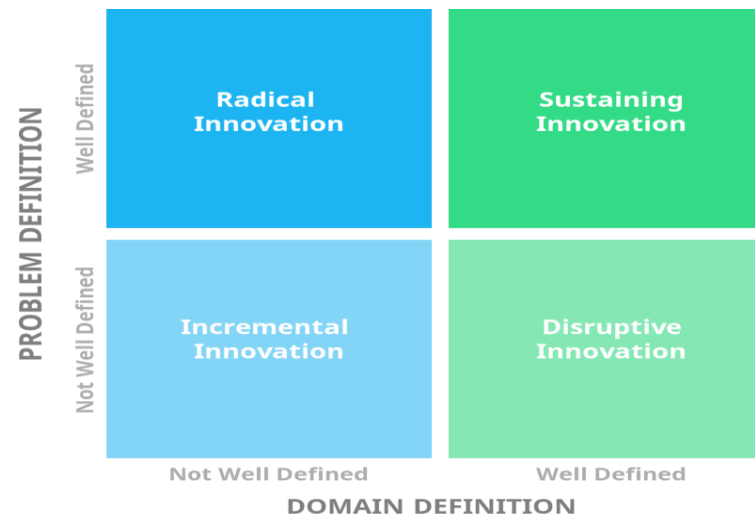 PROBLEM DEFINITION
Well Defined
Not Well Defined
Radical
Innovation
Sustaining
Innovation
Incremental
Innovation
Disruptive
Innovation
Not Well Defined
Well Defined
DOMAIN DEFINITION